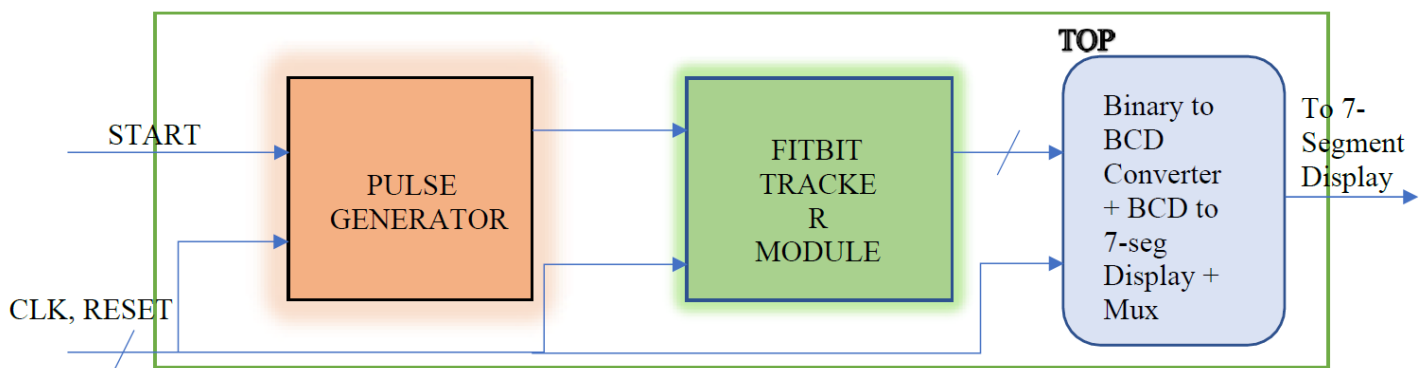 TOP
START
CLK, RESET
PULSE
GENERATOR
FITBIT
TRACKE
R
MODULE
Binary to
BCD
Converter
+ BCD to
7-seg
Display +
Mux
To 7-
Segment
Display